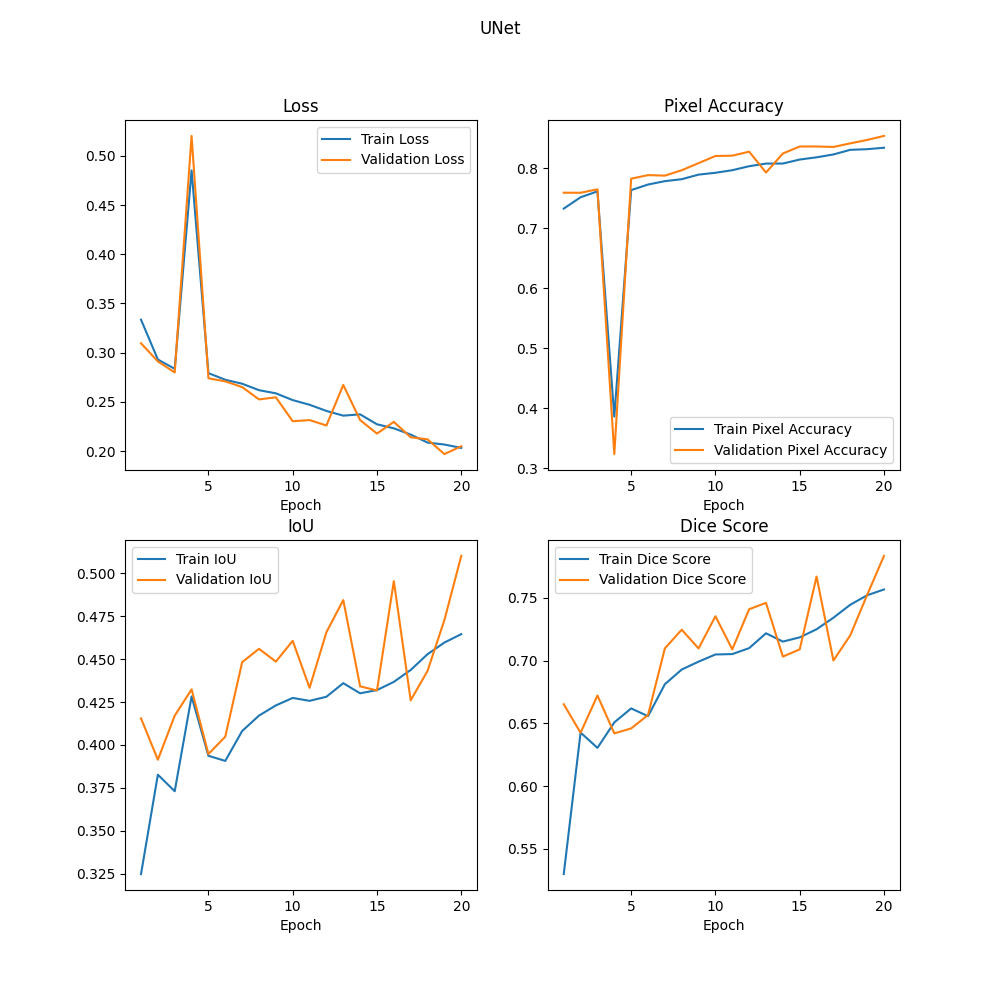 UNet
Loss
0.50
0.45
0.40
0.35
0.30
0.25
0.20
Train Loss
Validation Loss
5 10 15 20
Epoch
Pixel Accuracy
0.8
0.7
0.6
0.5
0.4
0.3
Train Pixel Accuracy
Validation Pixel Accuracy
5 10 15 20
Epoch
IoU
Train IoU
Validation IoU
0.500
0.475
0.450
0.425
0.400
0.375
0.350
0.325
5 10 15 20
Epoch
Dice Score
Train Dice Score
Validation Dice Score
0.75
0.70
0.65
0.60
0.55
5 10 15 20
Epoch